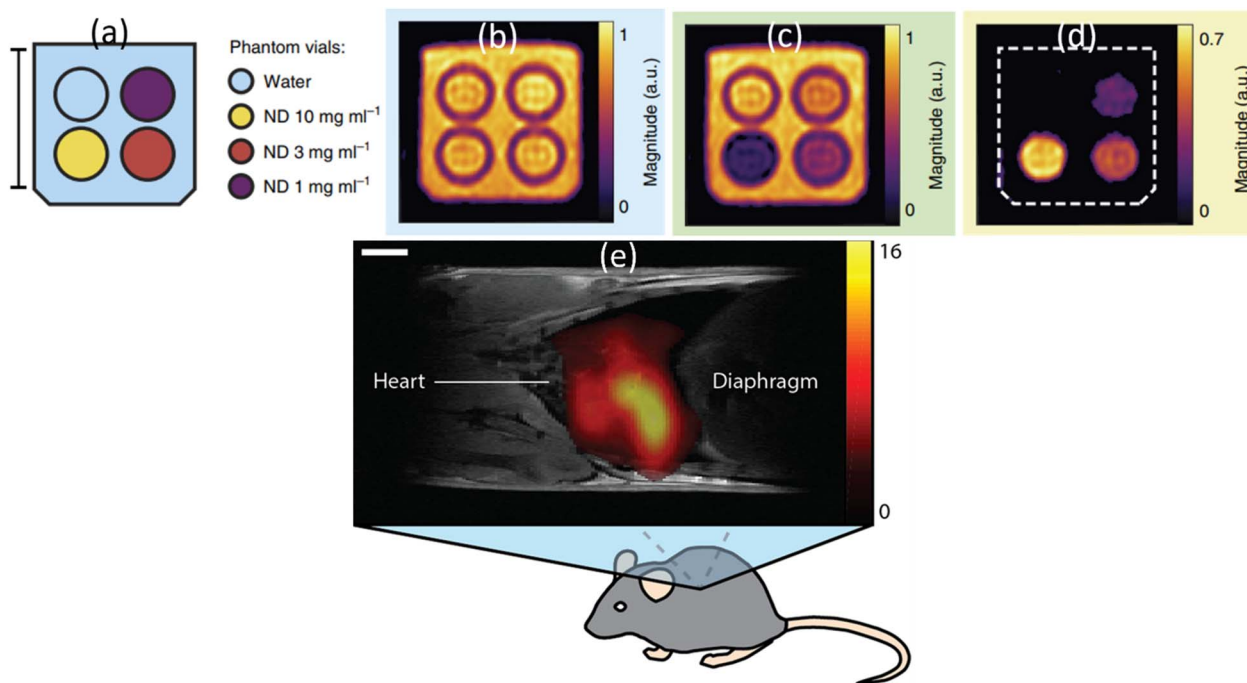 (a)
Phantom vials:
Water
ND 10 mg ml⁻¹
ND 3 mg ml⁻¹
ND 1 mg ml⁻¹
(b)
1
Magnitude (a.u.)
0
(c)
1
Magnitude (a.u.)
0
(d)
0.7
Magnitude (a.u.)
0
(e)
16
Heart
Diaphragm
0